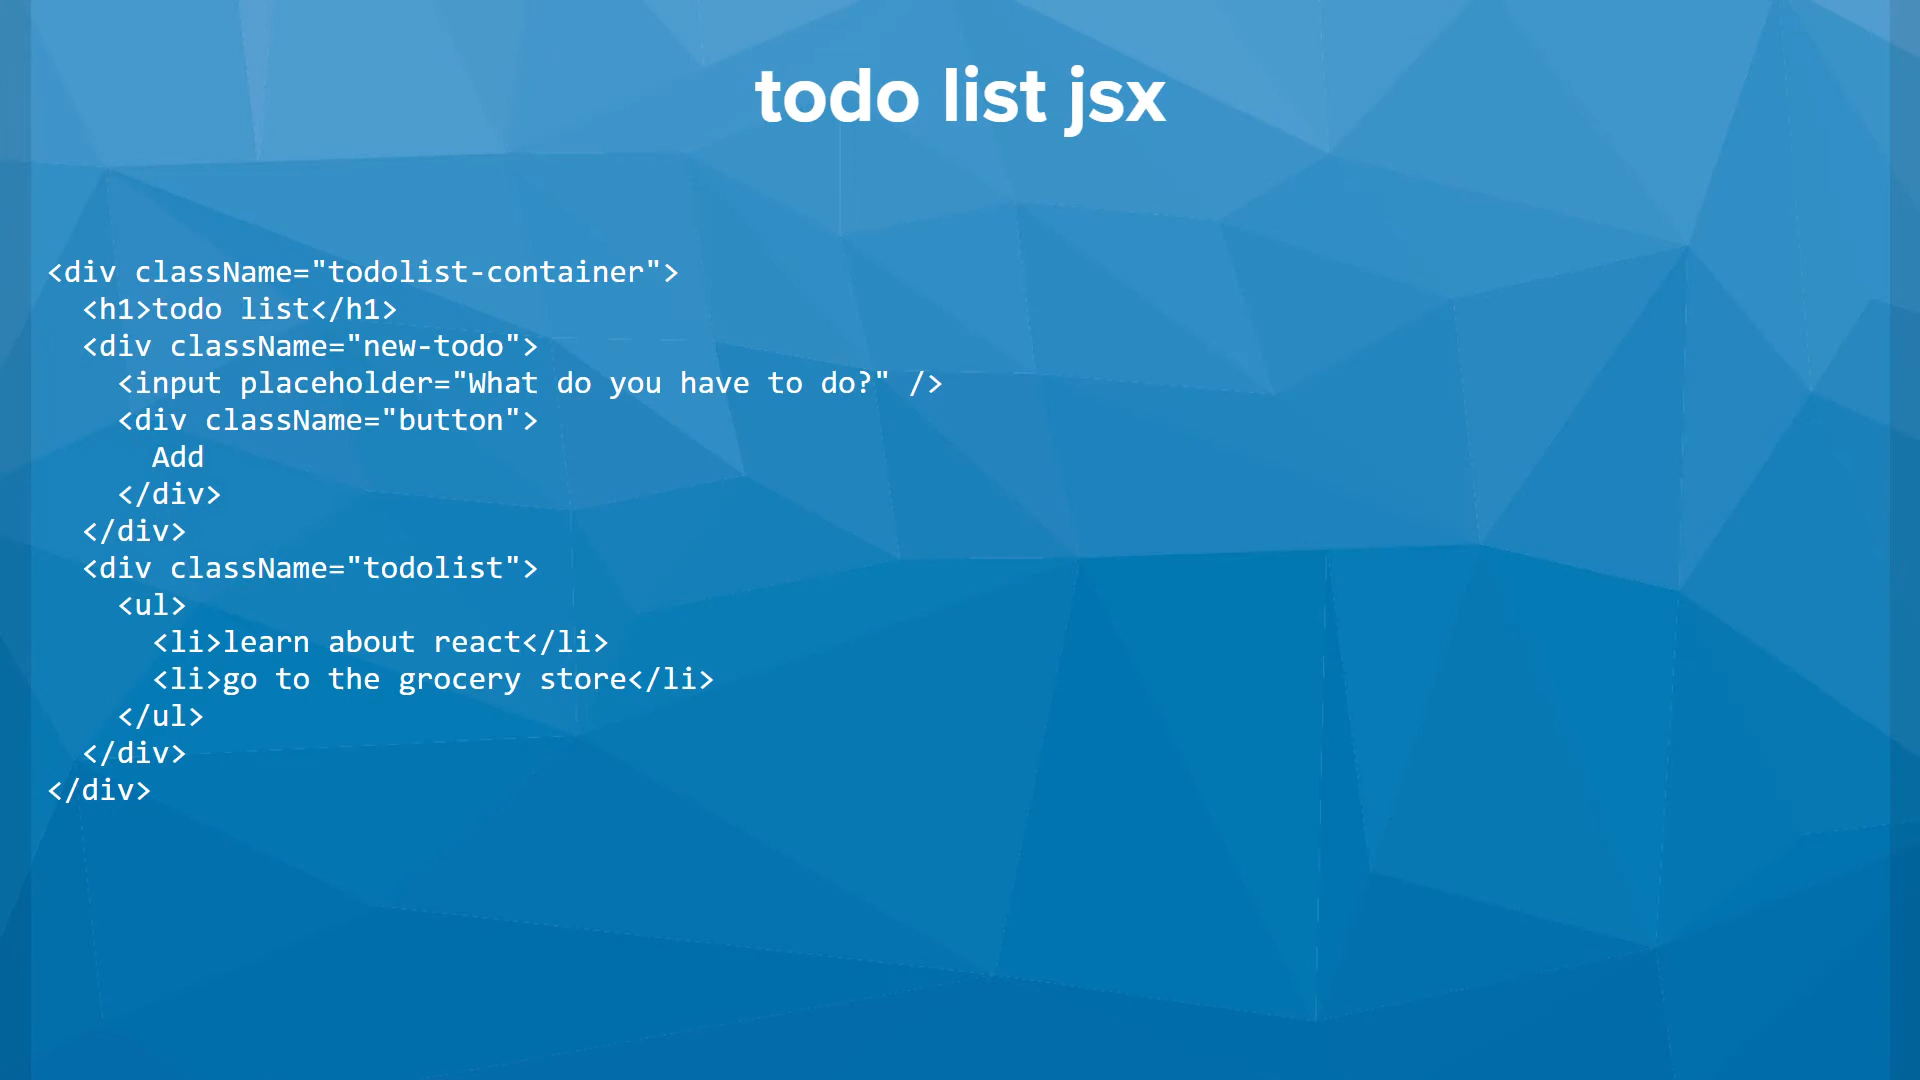 todo list jsx
<div className="todolist-container">
  <h1>todo list</h1>
  <div className="new-todo">
    <input placeholder="What do you have to do?" />
    <div className="button">
      Add
    </div>
  </div>
  <div className="todolist">
    <ul>
      <li>learn about react</li>
      <li>go to the grocery store</li>
    </ul>
  </div>
</div>